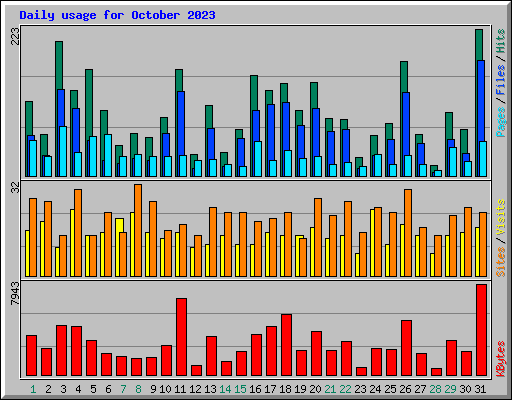 Daily usage for October 2023
223
Pages / Files / Hits
32
Sites / Visits
7943
KBytes
1 2 3 4 5 6 7 8 9 10 11 12 13 14 15 16 17 18 19 20 21 22 23 24 25 26 27 28 29 30 31